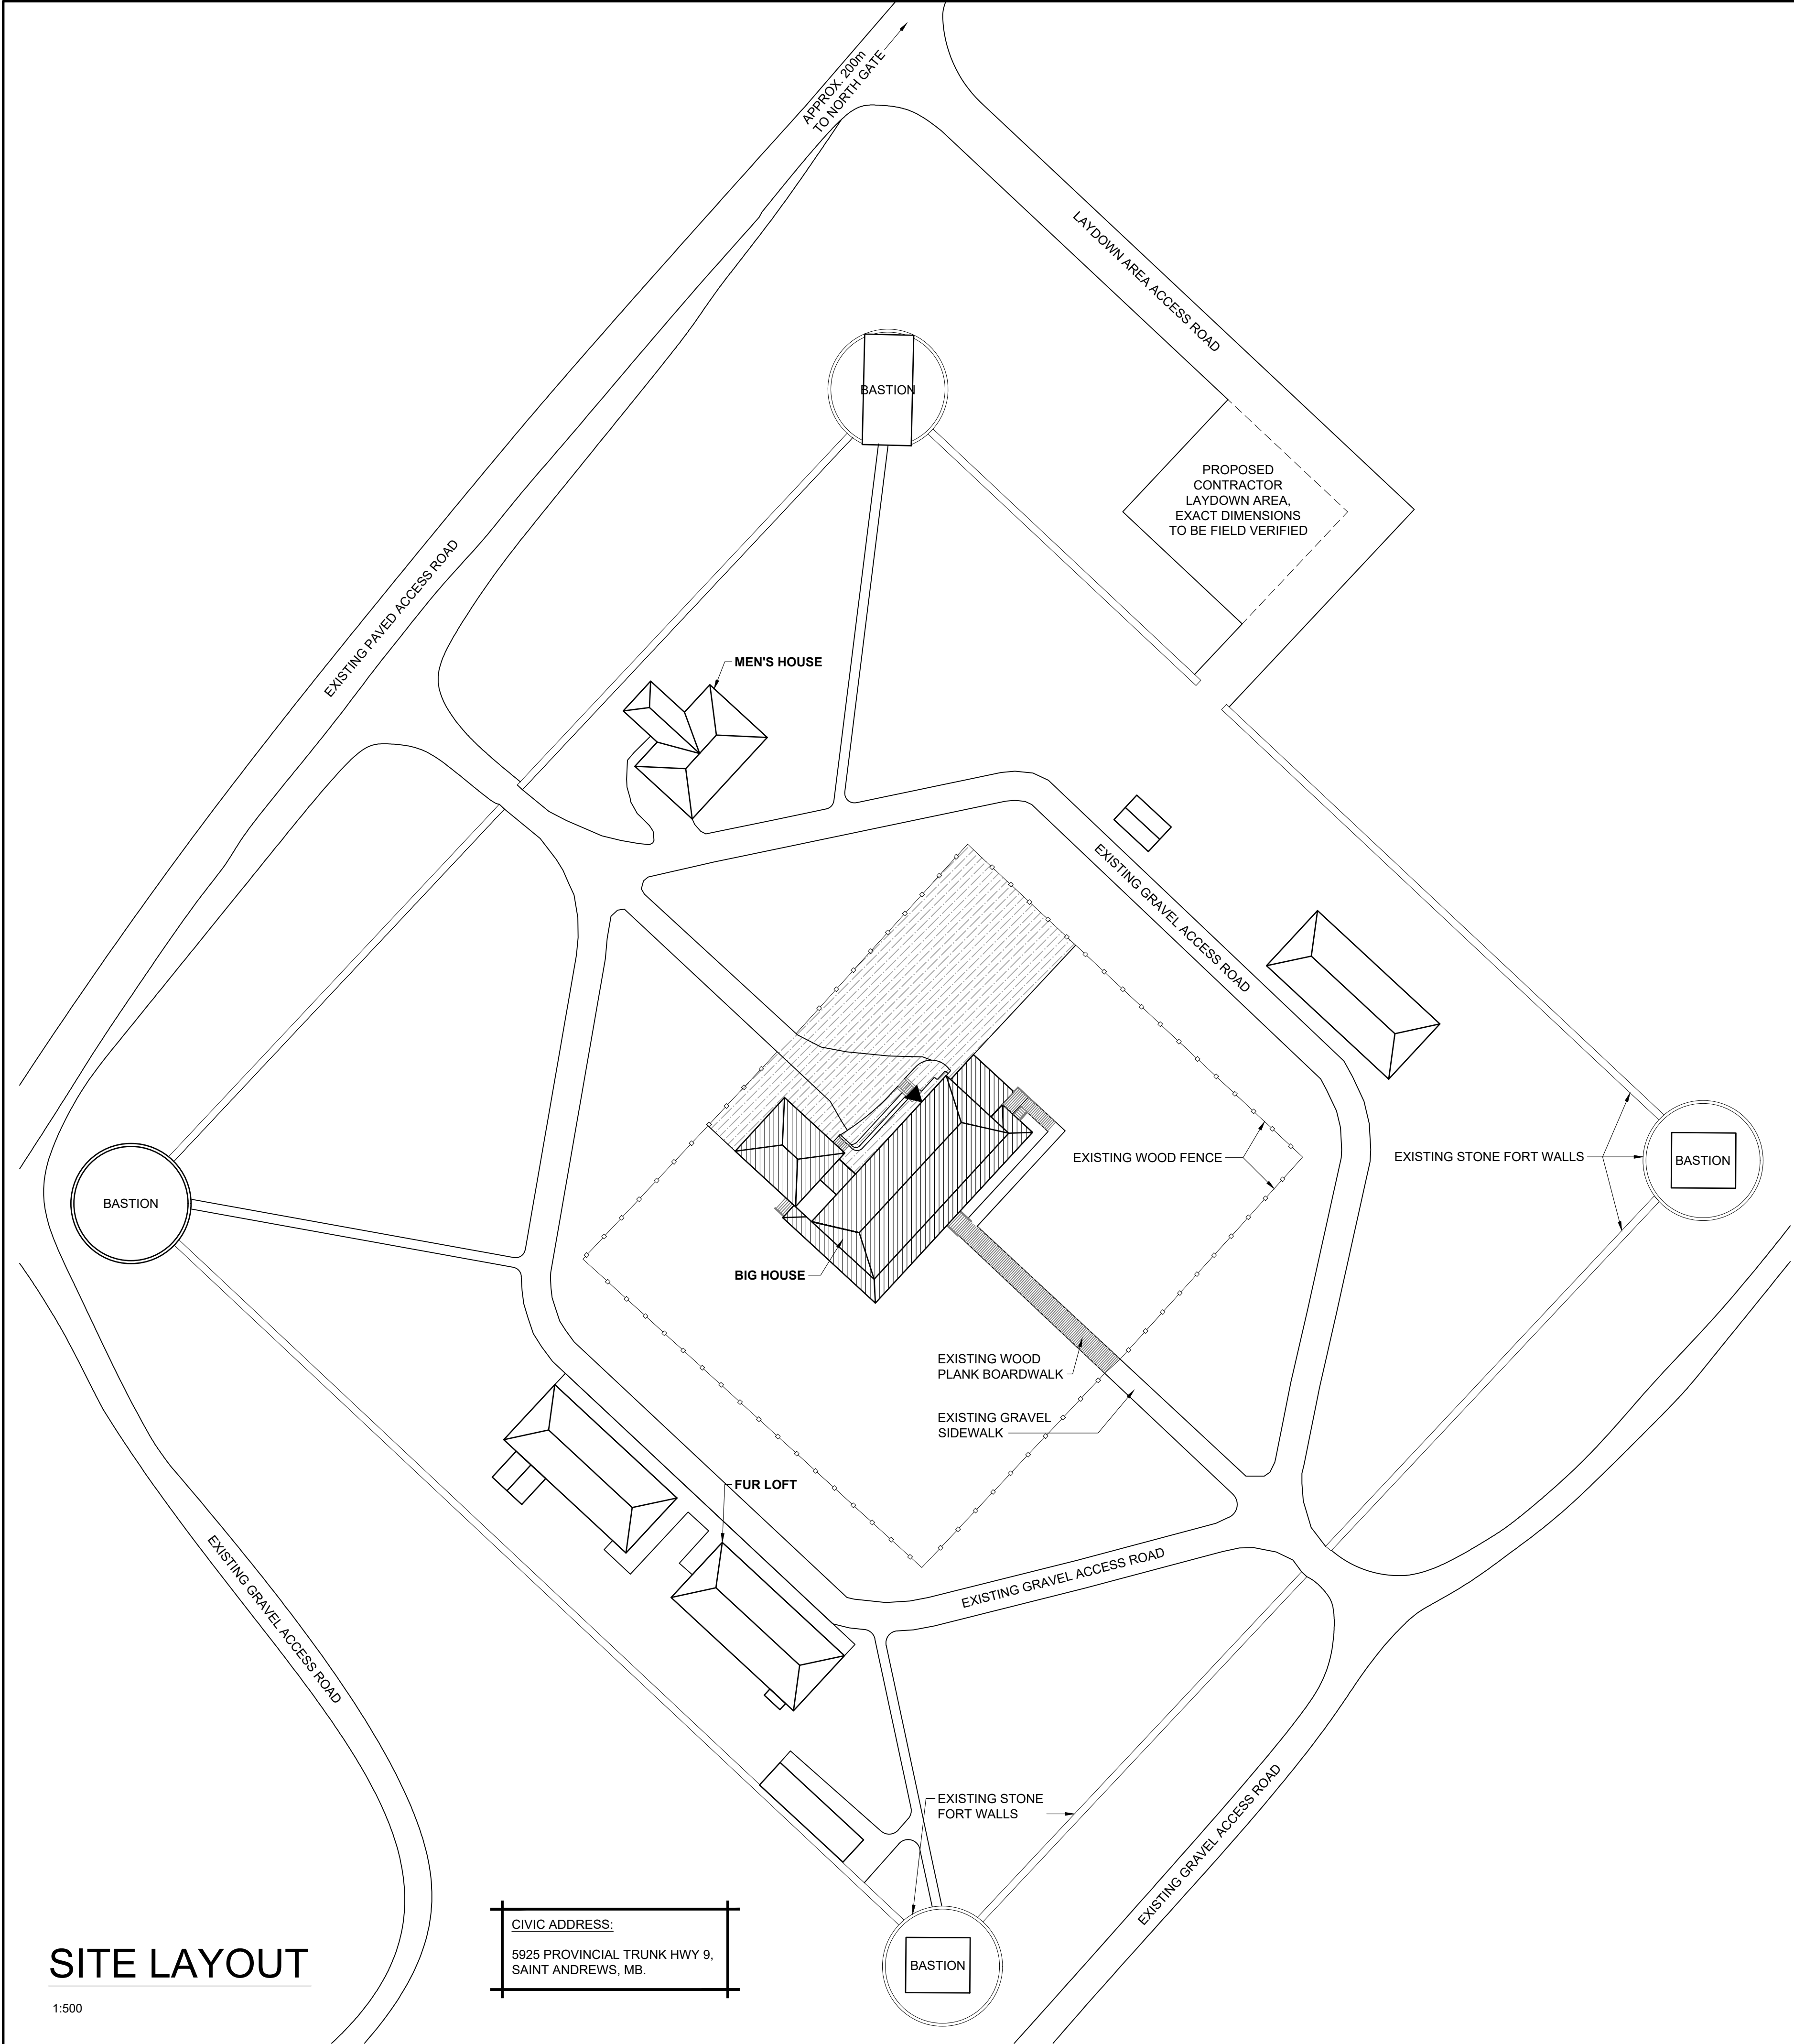 APPROX. 200m
TO NORTH GATE
LAYDOWN AREA ACCESS ROAD
BASTION
PROPOSED
CONTRACTOR
LAYDOWN AREA,
EXACT DIMENSIONS
TO BE FIELD VERIFIED
EXISTING PAVED ACCESS ROAD
MEN'S HOUSE
EXISTING GRAVEL ACCESS ROAD
EXISTING WOOD FENCE
EXISTING STONE FORT WALLS
BASTION
BASTION
BIG HOUSE
EXISTING WOOD
PLANK BOARDWALK
EXISTING GRAVEL
SIDEWALK
FUR LOFT
EXISTING GRAVEL ACCESS ROAD
EXISTING GRAVEL ACCESS ROAD
EXISTING STONE
FORT WALLS
EXISTING GRAVEL ACCESS ROAD
BASTION
CIVIC ADDRESS:
5925 PROVINCIAL TRUNK HWY 9,
SAINT ANDREWS, MB.
SITE LAYOUT
1:500